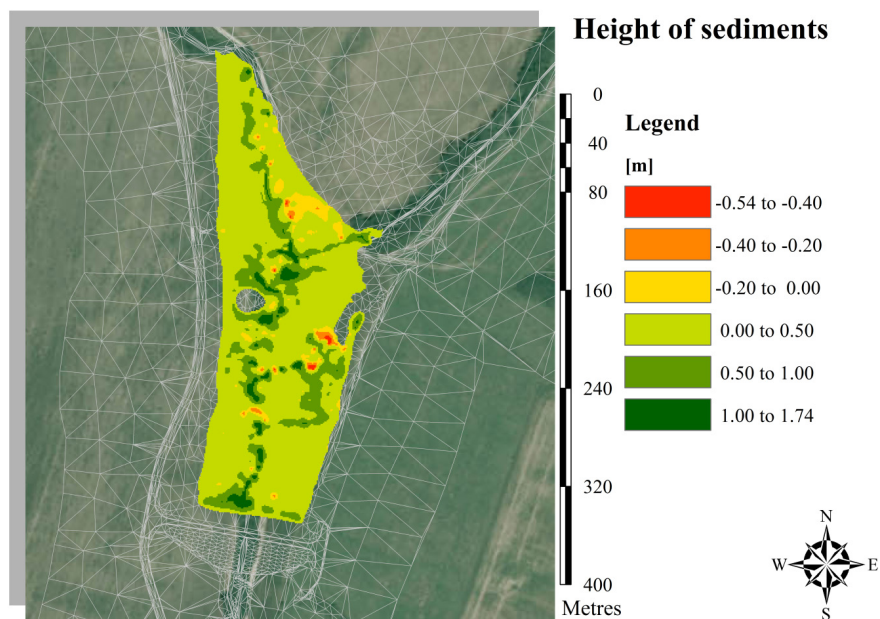 Height of sediments
0
40
80
160
240
320
400
Metres
Legend
[m]
-0.54 to -0.40
-0.40 to -0.20
-0.20 to 0.00
0.00 to 0.50
0.50 to 1.00
1.00 to 1.74
N
W E
S